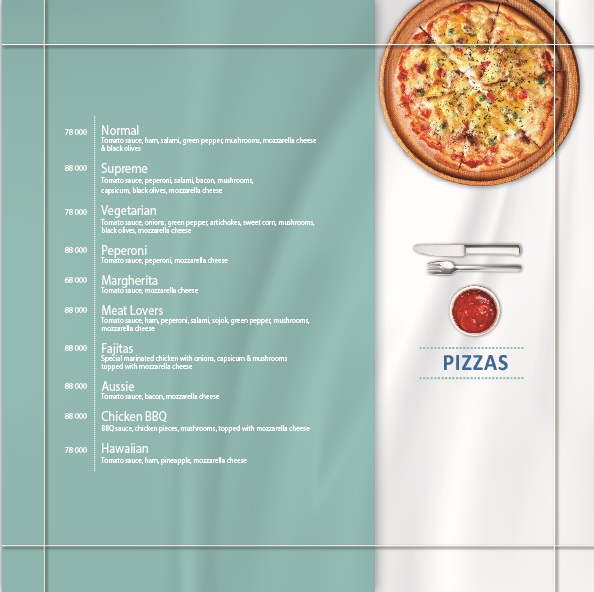 78 000 Normal
Tomato sauce, ham, salami, green pepper, mushrooms, mozzarella cheese
& black olives
88 000 Supreme
Tomato sauce, peperoni, salami, bacon, mushrooms,
capsicum, black olives, mozzarella cheese
78 000 Vegetarian
Tomato sauce, onions, green pepper, artichokes, sweet corn, mushrooms,
black olives, mozzarella cheese
88 000 Peperoni
Tomato sauce, peperoni, mozzarella cheese
68 000 Margherita
Tomato sauce, mozzarella cheese
88 000 Meat Lovers
Tomato sauce, ham, peperoni, salami, sojok, green pepper, mushrooms,
mozzarella cheese
88 000 Fajitas
Special marinated chicken with onions, capsicum & mushrooms
topped with mozzarella cheese
88 000 Aussie
Tomato sauce, bacon, mozzarella cheese
88 000 Chicken BBQ
BBQ sauce, chicken pieces, mushrooms, topped with mozzarella cheese
78 000 Hawaiian
Tomato sauce, ham, pineapple, mozzarella cheese
PIZZAS